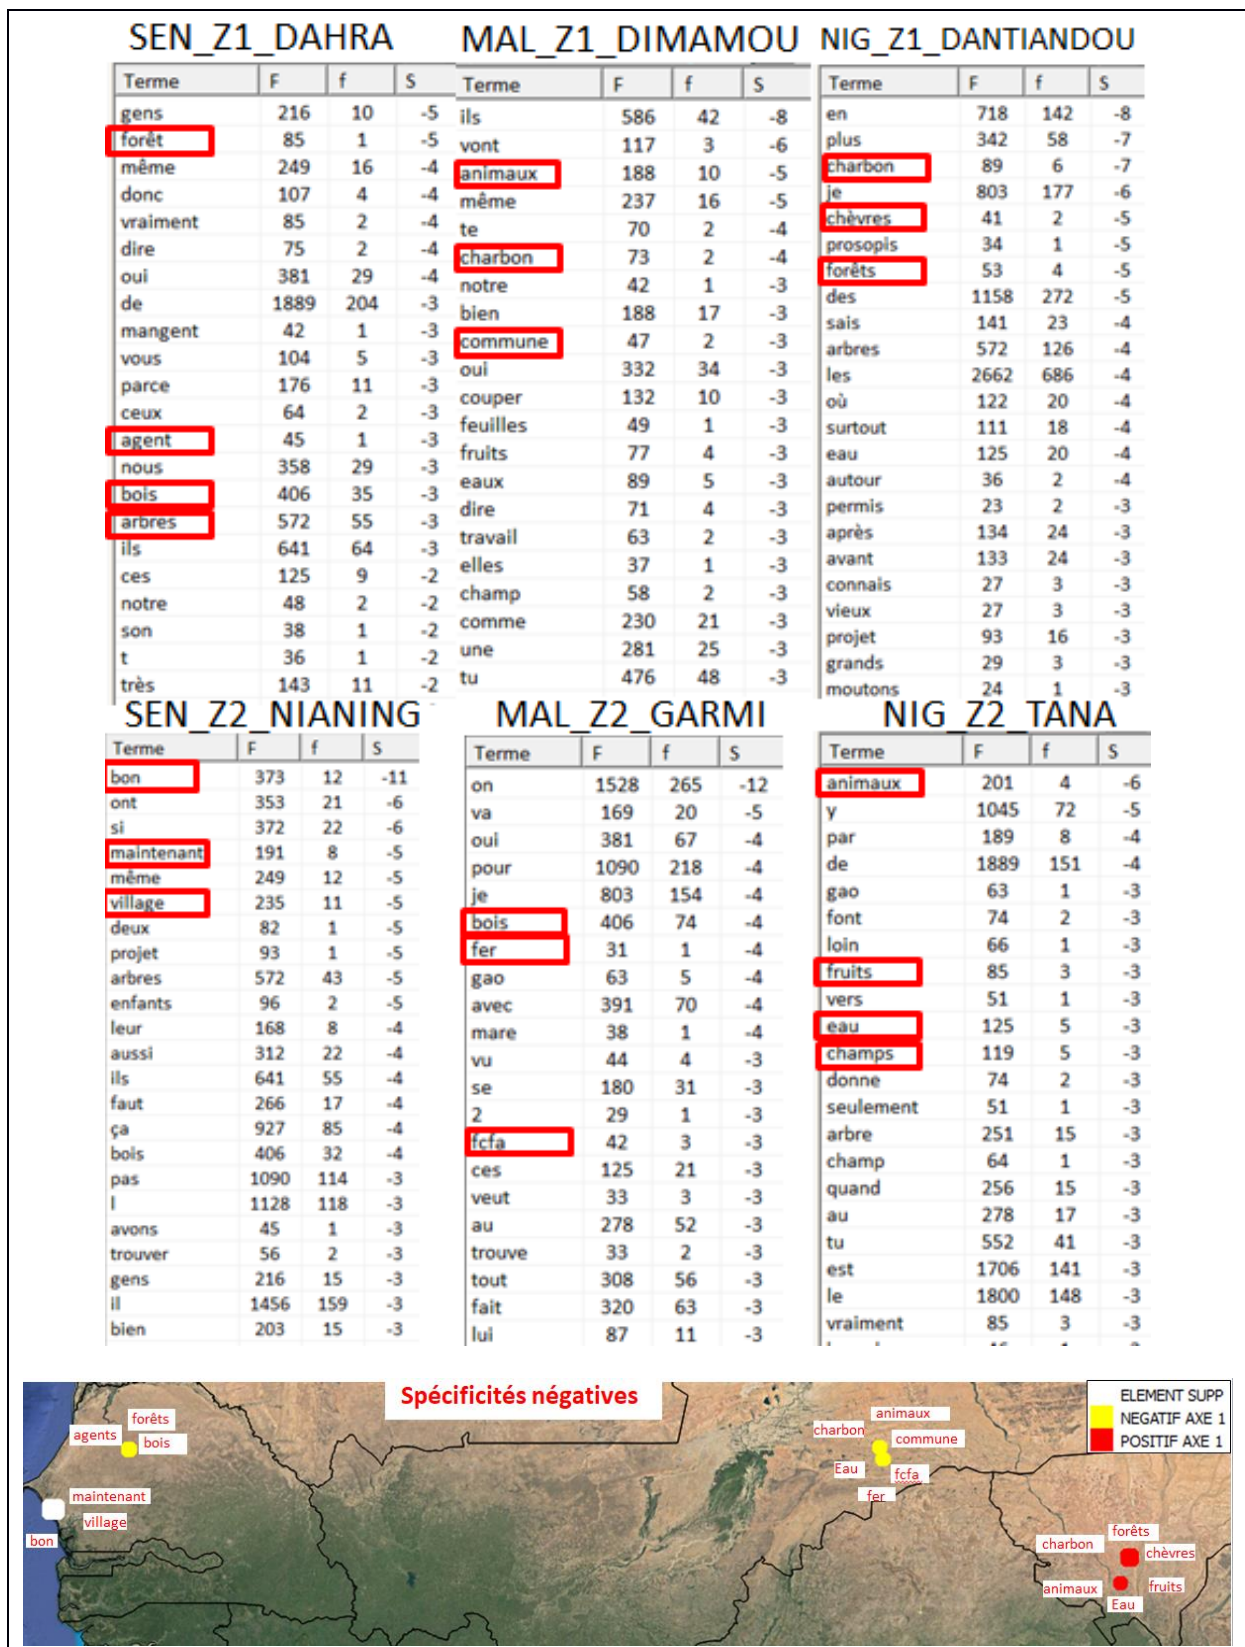 SEN_Z1_DAHRA
Terme F f S
gens 216 10 -5
forêt 85 1 -5
même 249 16 -4
donc 107 4 -4
vraiment 85 2 -4
dire 75 2 -4
oui 381 29 -4
de 1889 204 -3
mangent 42 1 -3
vous 104 5 -3
parce 176 11 -3
ceux 64 2 -3
agent 45 1 -3
nous 358 29 -3
bois 406 35 -3
arbres 572 55 -3
ils 641 64 -3
ces 125 9 -2
notre 48 2 -2
son 38 1 -2
t 36 1 -2
très 143 11 -2
MAL_Z1_DIMAMOU
Terme F f S
ils 586 42 -8
vont 117 3 -6
animaux 188 10 -5
même 237 16 -5
te 70 2 -4
charbon 73 2 -4
notre 42 1 -3
bien 188 17 -3
commune 47 2 -3
oui 332 34 -3
couper 132 10 -3
feuilles 49 1 -3
fruits 77 4 -3
eaux 89 5 -3
dire 71 4 -3
travail 63 2 -3
elles 37 1 -3
champ 58 2 -3
comme 230 21 -3
une 281 25 -3
tu 476 48 -3
NIG_Z1_DANTIANDOU
Terme F f S
en 718 142 -8
plus 342 58 -7
charbon 89 6 -7
je 803 177 -6
chèvres 41 2 -5
prosopis 34 1 -5
forêts 53 4 -5
des 1158 272 -5
sais 141 23 -4
arbres 572 126 -4
les 2662 686 -4
où 122 20 -4
surtout 111 18 -4
eau 125 20 -4
autour 36 2 -4
permis 23 2 -3
après 134 24 -3
avant 133 24 -3
connais 27 3 -3
vieux 27 3 -3
projet 93 16 -3
grands 29 3 -3
moutons 24 1 -3
SEN_Z2_NIANING
Terme F f S
bon 373 12 -11
ont 353 21 -6
si 372 22 -6
maintenant 191 8 -5
même 249 12 -5
village 235 11 -5
deux 82 1 -5
projet 93 1 -5
arbres 572 43 -5
enfants 96 2 -5
leur 168 8 -4
aussi 312 22 -4
ils 641 55 -4
faut 266 17 -4
ça 927 85 -4
bois 406 32 -4
pas 1090 114 -3
l 1128 118 -3
avons 45 1 -3
trouver 56 2 -3
gens 216 15 -3
il 1456 159 -3
bien 203 15 -3
MAL_Z2_GARMI
Terme F f S
on 1528 265 -12
va 169 20 -5
oui 381 67 -4
pour 1090 218 -4
je 803 154 -4
bois 406 74 -4
fer 31 1 -4
gao 63 5 -4
avec 391 70 -4
mare 38 1 -4
vu 44 4 -3
se 180 31 -3
2 29 1 -3
fcfa 42 3 -3
ces 125 21 -3
veut 33 3 -3
au 278 52 -3
trouve 33 2 -3
tout 308 56 -3
fait 320 63 -3
lui 87 11 -3
NIG_Z2_TANA
Terme F f S
animaux 201 4 -6
y 1045 72 -5
par 189 8 -4
de 1889 151 -4
gao 63 1 -3
font 74 2 -3
loin 66 1 -3
fruits 85 3 -3
vers 51 1 -3
eau 125 5 -3
champs 119 5 -3
donne 74 2 -3
seulement 51 1 -3
arbre 251 15 -3
champ 64 1 -3
quand 256 15 -3
au 278 17 -3
tu 552 41 -3
est 1706 141 -3
le 1800 148 -3
vraiment 85 3 -3
Spécificités négatives
ELEMENT SUPP
NEGATIF AXE 1
POSITIF AXE 1
forêts
agents
bois
maintenant
village
bon
animaux
charbon
commune
Eau
fcfa
fer
forêts
charbon
chèvres
animaux
fruits
Eau